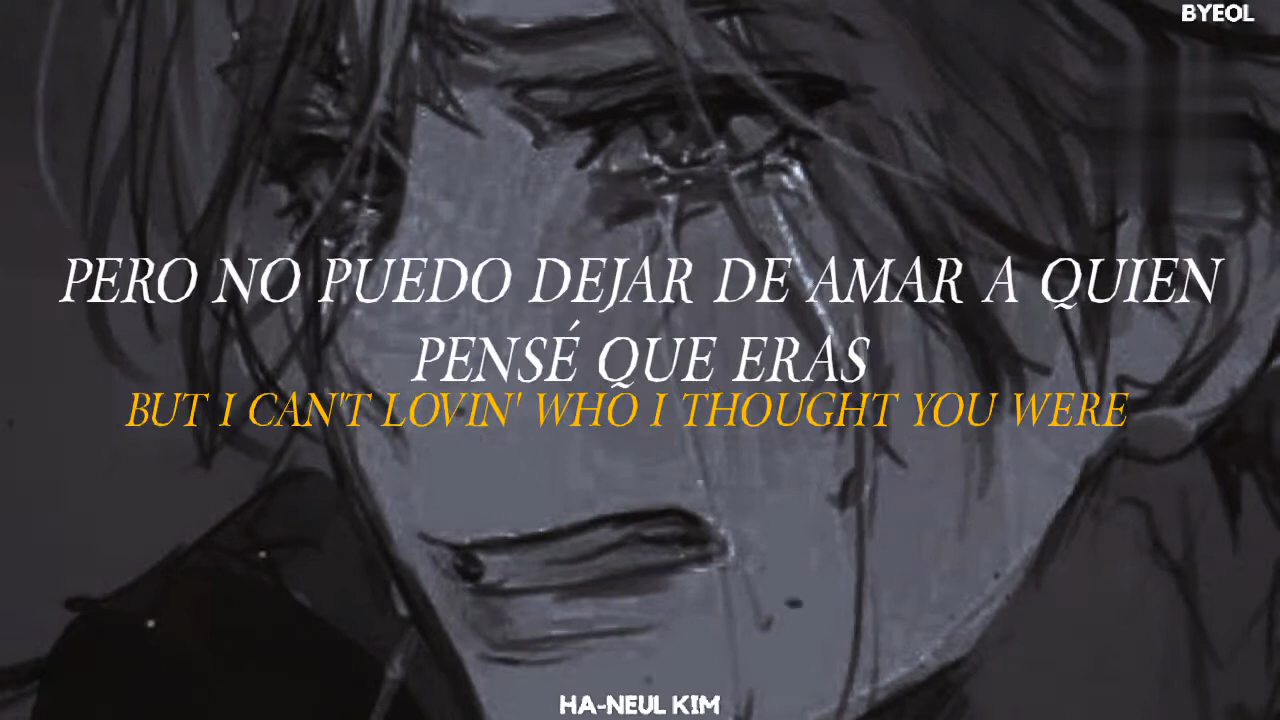 BYEOL
PERO NO PUEDO DEJAR DE AMAR A QUIEN
PENSÉ QUE ERAS
BUT I CAN'T LOVIN' WHO I THOUGHT YOU WERE
HA-NEUL KIM